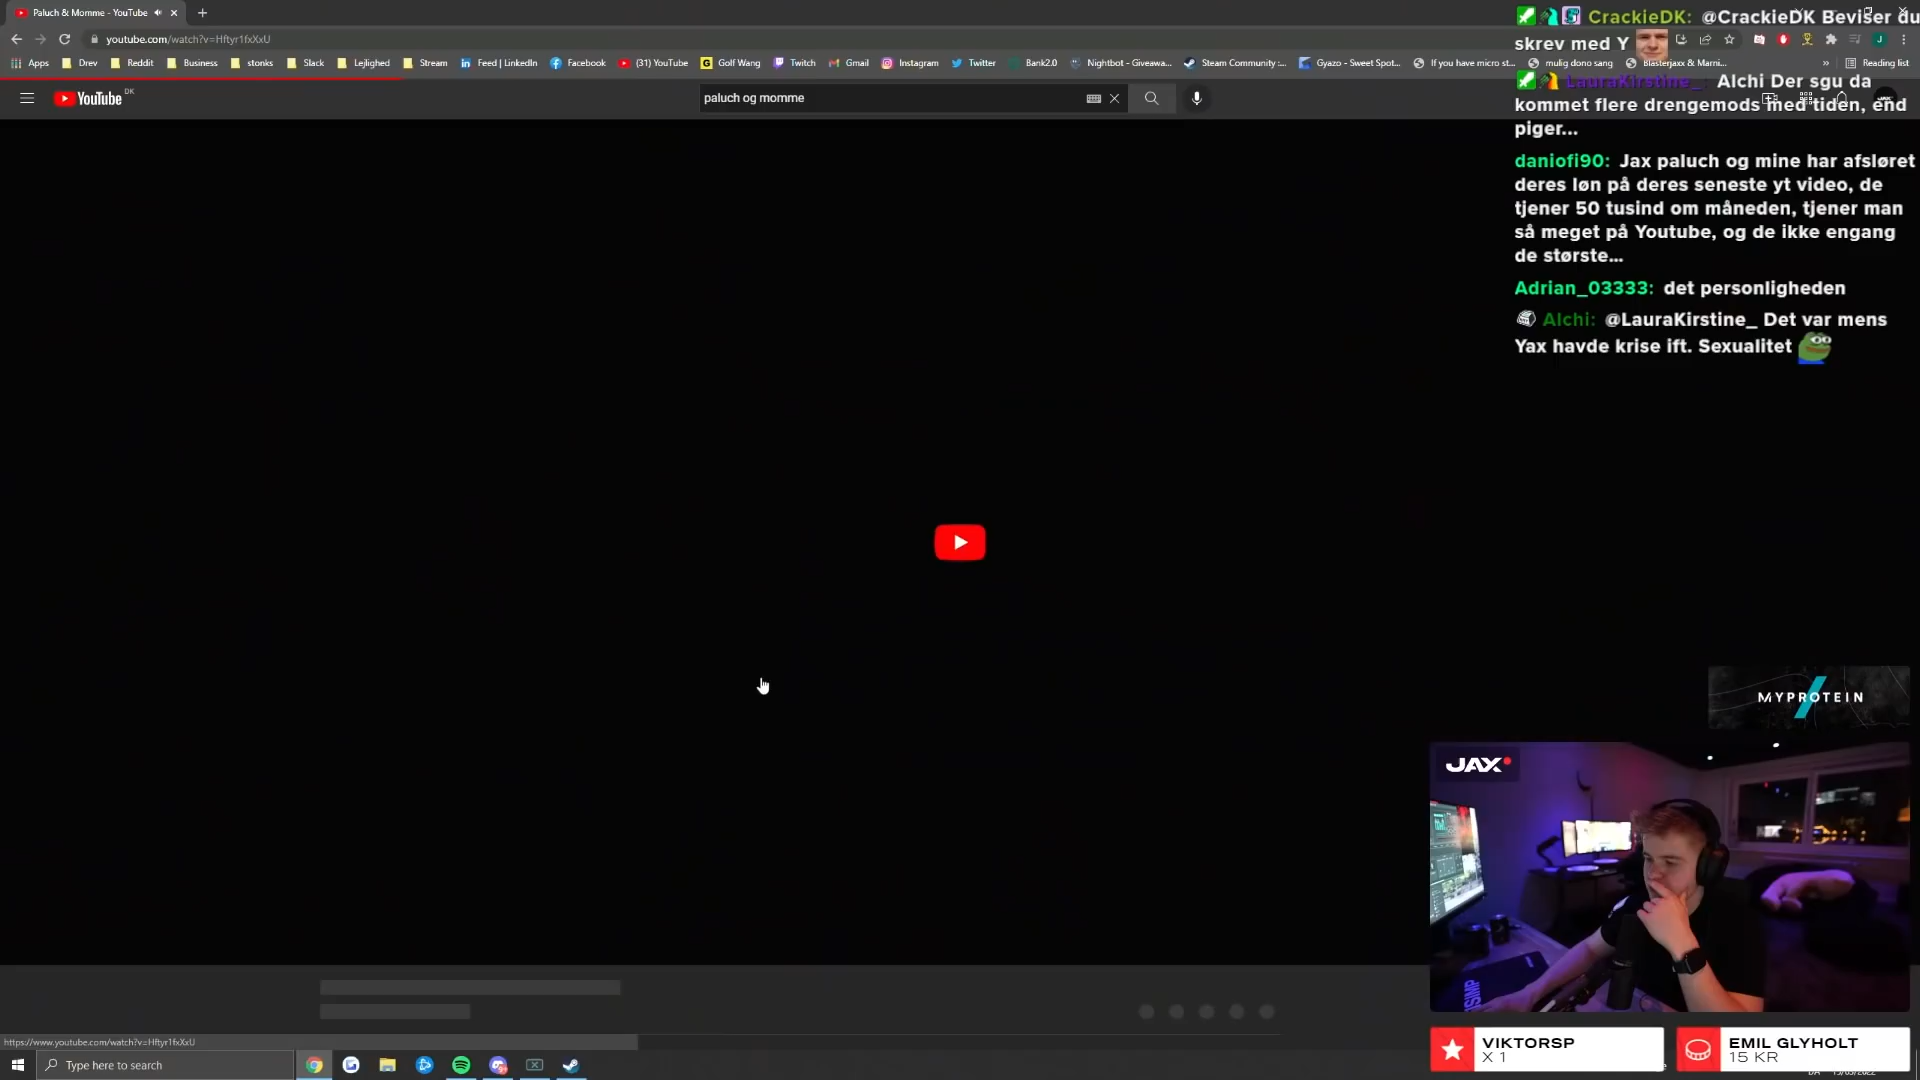 Paluch & Momme - YouTube
youtube.com/watch?v=Hftyr1fxXxU
Apps Drev Reddit Business stonks Slack Lejlighed Stream Feed | LinkedIn Facebook (31) YouTube Golf Wang Twitch Gmail Instagram Twitter Bank2.0 Nightbot - Giveawa... Steam Community :... Gyazo - Sweet Spot... If you have micro st... mulig dono sang Blasterjaxx & Marni... » Reading list
YouTube DK
paluch og momme
CrackieDK: @CrackieDK Beviser du
skrev med Y
LauraKirstine_: Alchi Der sgu da
kommet flere drengemods med tiden, end
piger...
daniofi90: Jax paluch og mine har afsløret
deres løn på deres seneste yt video, de
tjener 50 tusind om måneden, tjener man
så meget på Youtube, og de ikke engang
de største...
Adrian_03333: det personligheden
Alchi: @LauraKirstine_ Det var mens
Yax havde krise ift. Sexualitet
MYPROTEIN
JAX
VIKTORSP
X 1
EMIL GLYHOLT
15 KR
https://www.youtube.com/watch?v=Hftyr1fxXxU
Type here to search